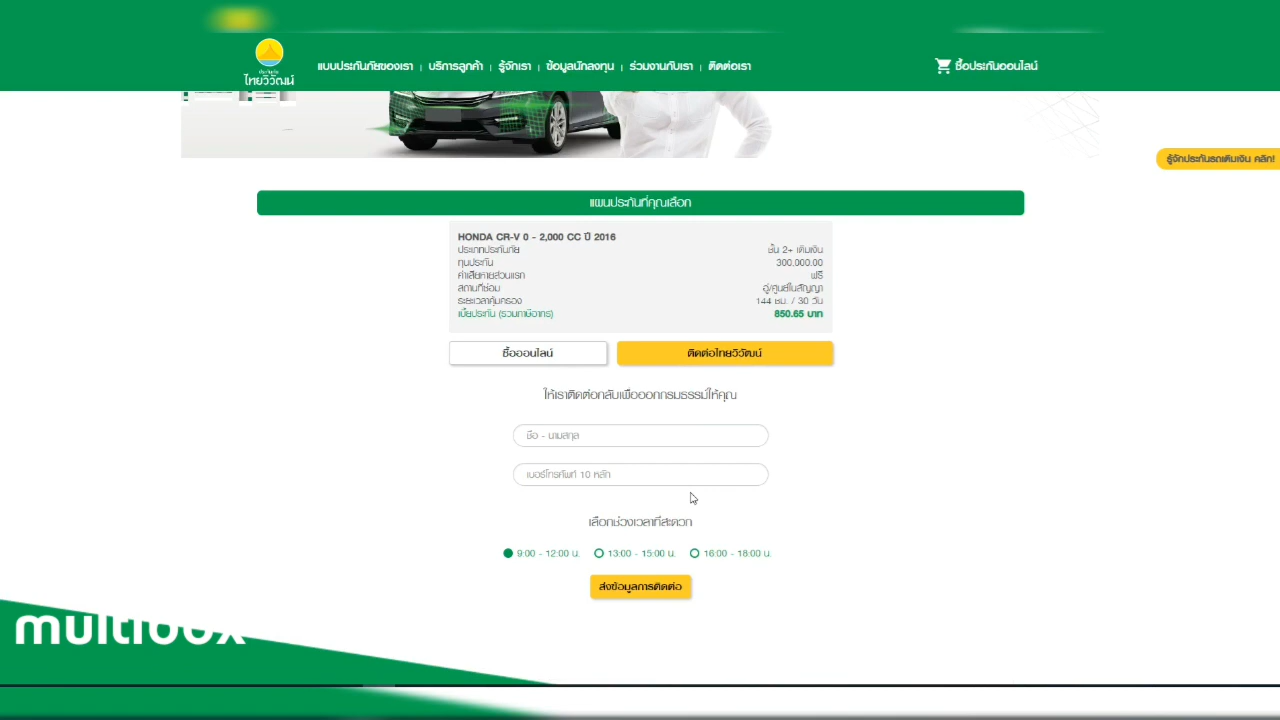 ประกันภัย
ไทยวิวัฒน์
แบบประกันภัยของเรา | บริการลูกค้า | รู้จักเรา | ข้อมูลนักลงทุน | ร่วมงานกับเรา | ติดต่อเรา
ซื้อประกันออนไลน์
รู้จักประกันรถเติมเงิน คลิก!
แผนประกันที่คุณเลือก
HONDA CR-V 0 - 2,000 CC ปี 2016
ประเภทประกันภัย ชั้น 2+ เติมเงิน
ทุนประกัน 300,000.00
ค่าเสียหายส่วนแรก ฟรี
สถานที่ซ่อม อู่/ศูนย์ในสัญญา
ระยะเวลาคุ้มครอง 144 ชม. / 30 วัน
เบี้ยประกัน (รวมภาษีอากร) 850.65 บาท
ซื้อออนไลน์ ติดต่อไทยวิวัฒน์
ให้เราติดต่อกลับเพื่อออกกรมธรรม์ให้คุณ
ชื่อ - นามสกุล
เบอร์โทรศัพท์ 10 หลัก
เลือกช่วงเวลาที่สะดวก
9:00 - 12:00 น. 13:00 - 15:00 น. 16:00 - 18:00 น.
ส่งข้อมูลการติดต่อ
multibox